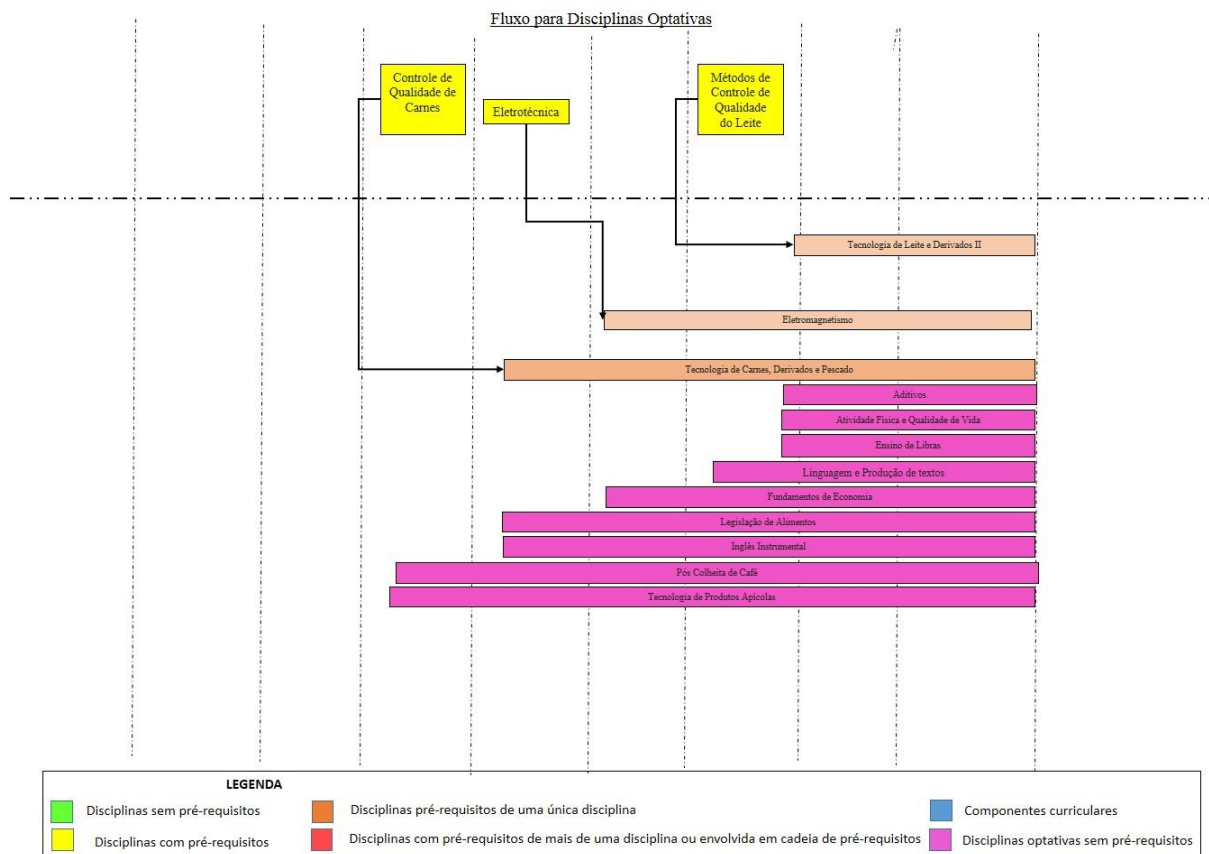 Fluxo para Disciplinas Optativas
Controle de
Qualidade de
Carnes
Eletrotécnica
Métodos de
Controle de
Qualidade
do Leite
Tecnologia de Leite e Derivados II
Eletromagnetismo
Tecnologia de Carnes, Derivados e Pescado
Aditivos
Atividade Física e Qualidade de Vida
Ensino de Libras
Linguagem e Produção de textos
Fundamentos de Economia
Legislação de Alimentos
Inglês Instrumental
Pós Colheita de Café
Tecnologia de Produtos Apícolas
LEGENDA
Disciplinas sem pré-requisitos
Disciplinas pré-requisitos de uma única disciplina
Componentes curriculares
Disciplinas com pré-requisitos
Disciplinas com pré-requisitos de mais de uma disciplina ou envolvida em cadeia de pré-requisitos
Disciplinas optativas sem pré-requisitos